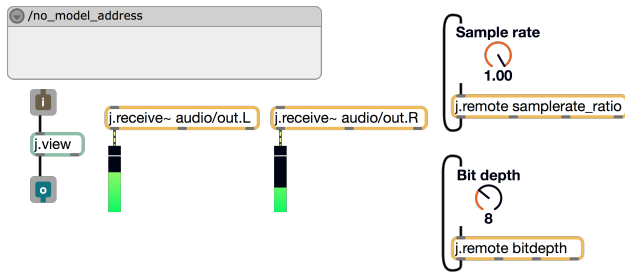 /no_model_address
i
j.view
o
j.receive~ audio/out.L
j.receive~ audio/out.R
Sample rate
1.00
j.remote samplerate_ratio
Bit depth
8
j.remote bitdepth